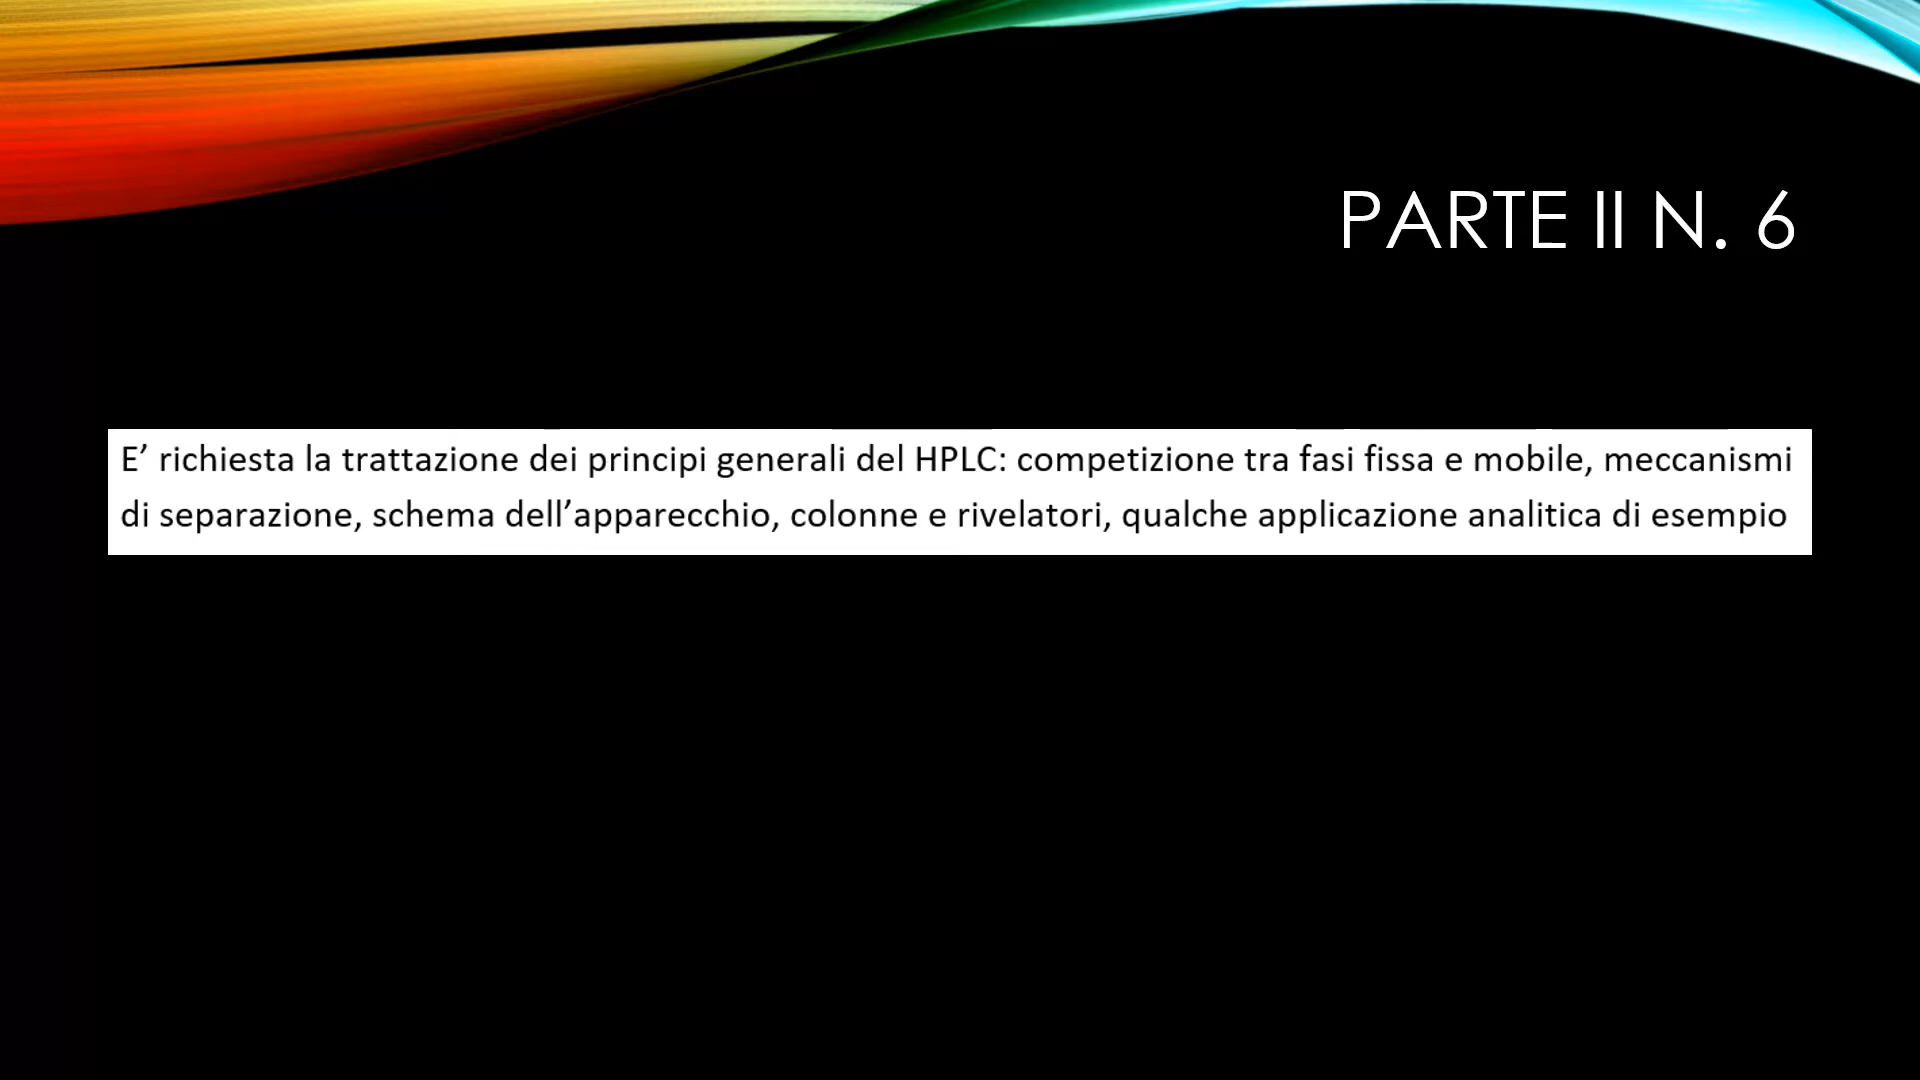 PARTE II N. 6
E’ richiesta la trattazione dei principi generali del HPLC: competizione tra fasi fissa e mobile, meccanismi
di separazione, schema dell’apparecchio, colonne e rivelatori, qualche applicazione analitica di esempio